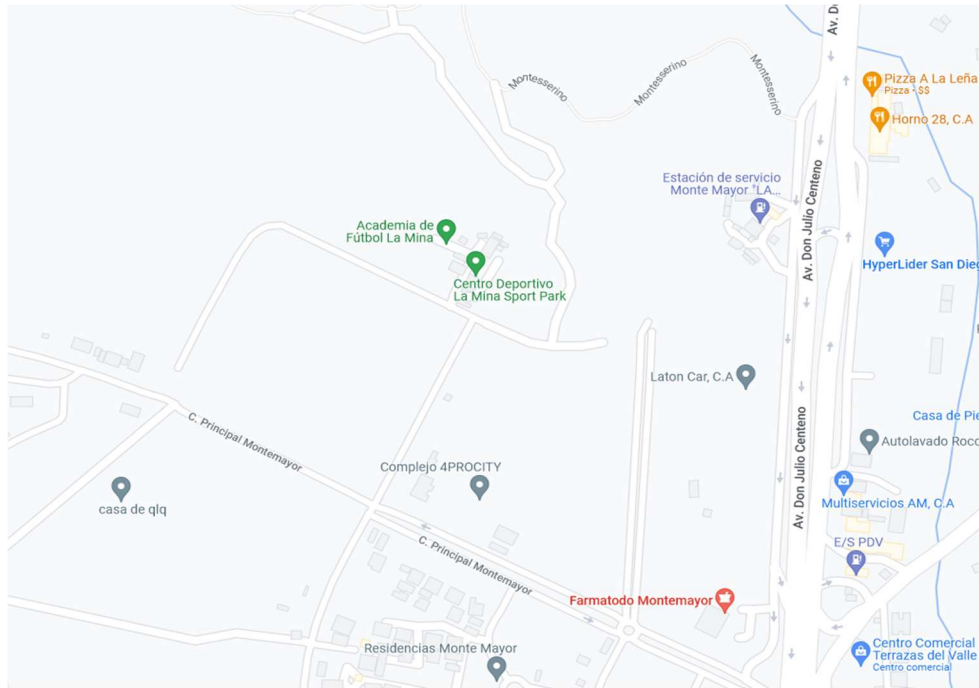 Av. D
Pizza A La Leña
Pizza · $$
Horno 28, C.A
Montesserino
Montesserino
Montesserino
Estación de servicio
Monte Mayor "LA...
Av. Don Julio Centeno
Academia de
Fútbol La Mina
HyperLider San Dieg
Centro Deportivo
La Mina Sport Park
Laton Car, C.A
Casa de Pie
C. Principal Montemayor
Av. Don Julio Centeno
Autolavado Roco
Complejo 4PROCITY
casa de qlq
Multiservicios AM, C.A
E/S PDV
C. Principal Montemayor
Farmatodo Montemayor
Residencias Monte Mayor
Centro Comercial
Terrazas del Valle
Centro comercial